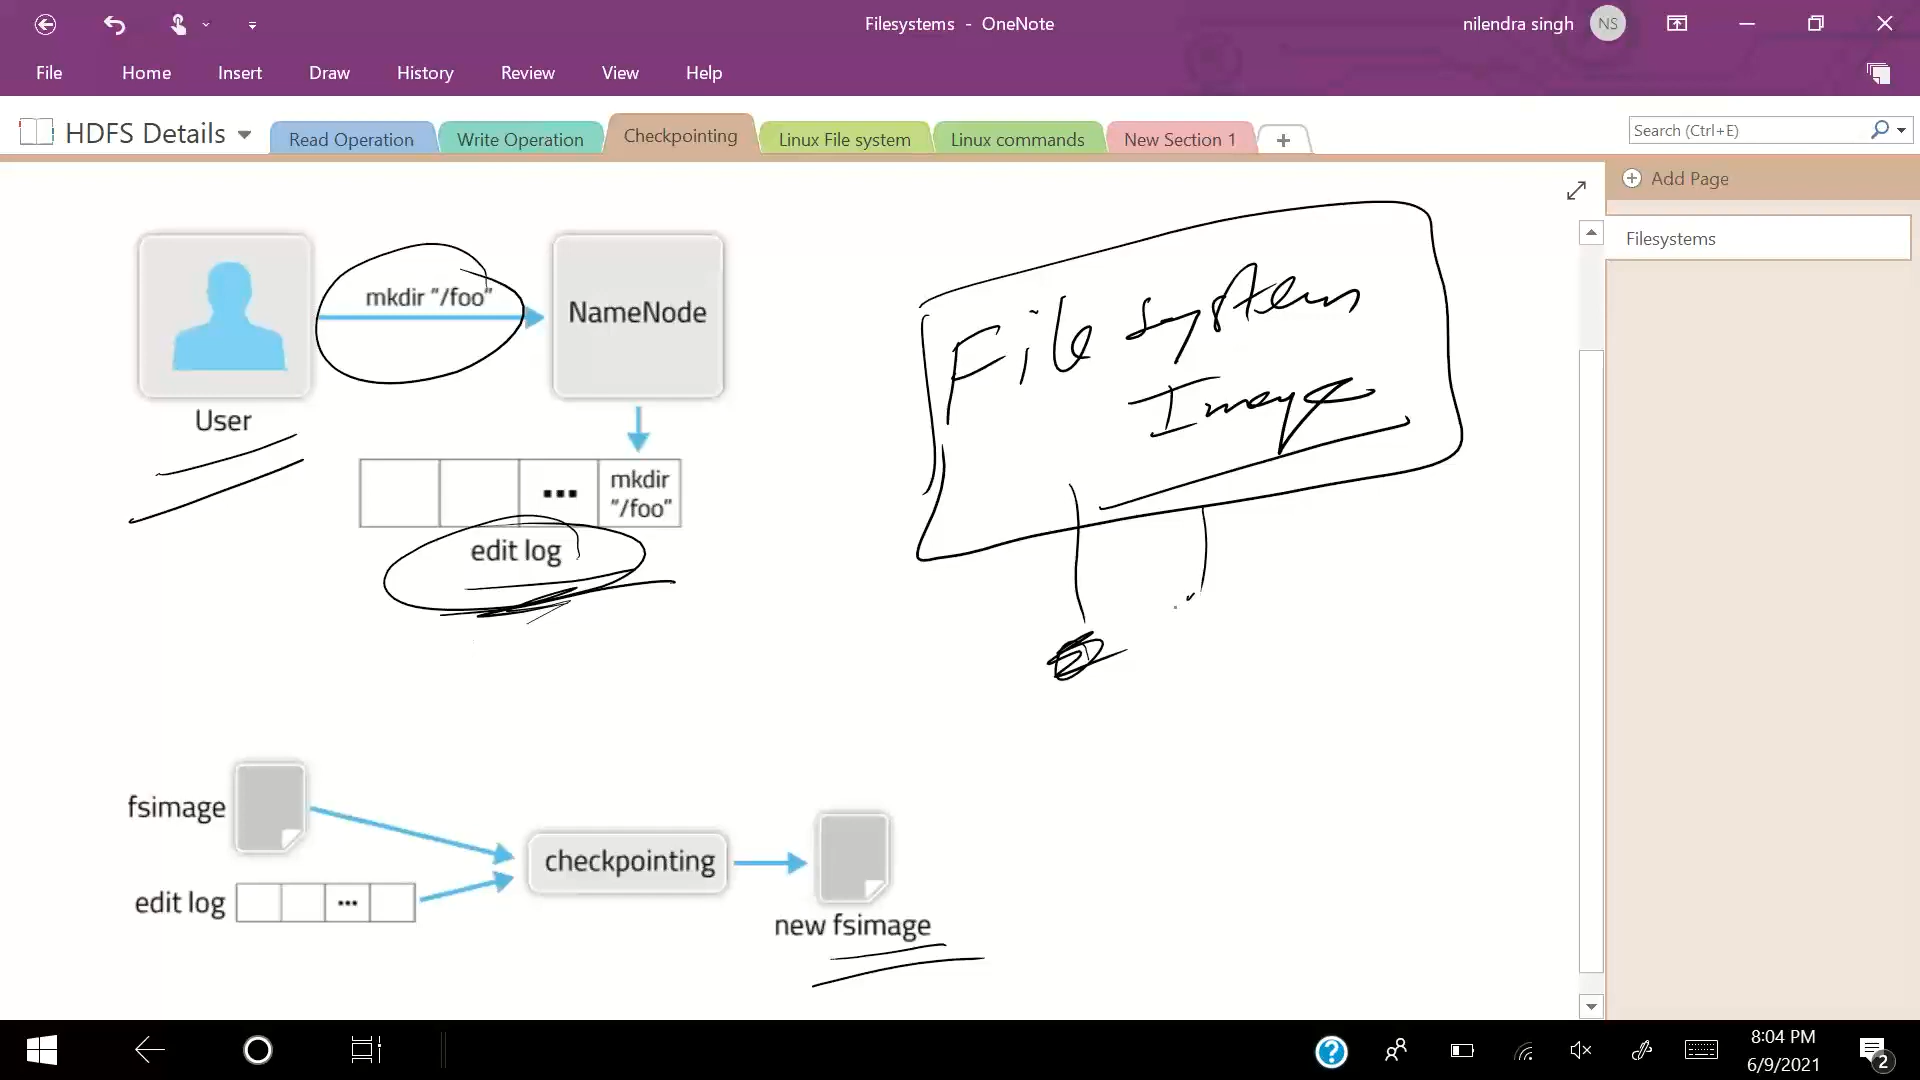 Filesystems - OneNote
nilendra singh NS
File Home Insert Draw History Review View Help
HDFS Details Read Operation Write Operation Checkpointing Linux File system Linux commands New Section 1 + Search (Ctrl+E)
Add Page
Filesystems
mkdir "/foo"
NameNode
User
mkdir
"/foo"
...
edit log
File System
Image
fsimage
checkpointing
edit log ...
new fsimage
8:04 PM
6/9/2021
2